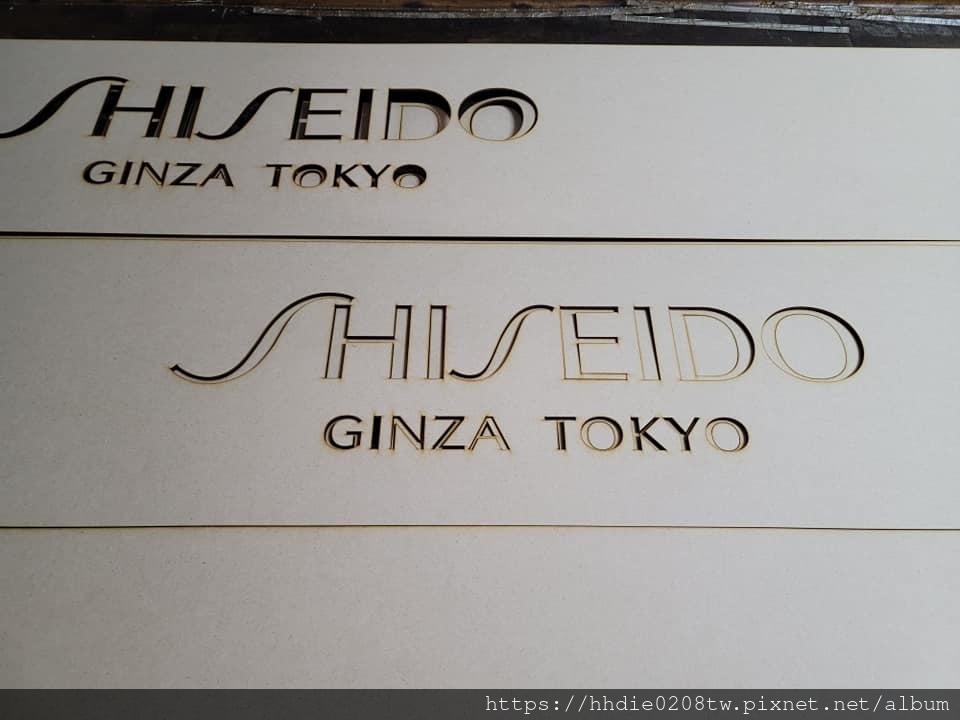 SHISEIDO
GINZA TOKYO
SHISEIDO
GINZA TOKYO
https://hhdie0208tw.pixnet.net/album